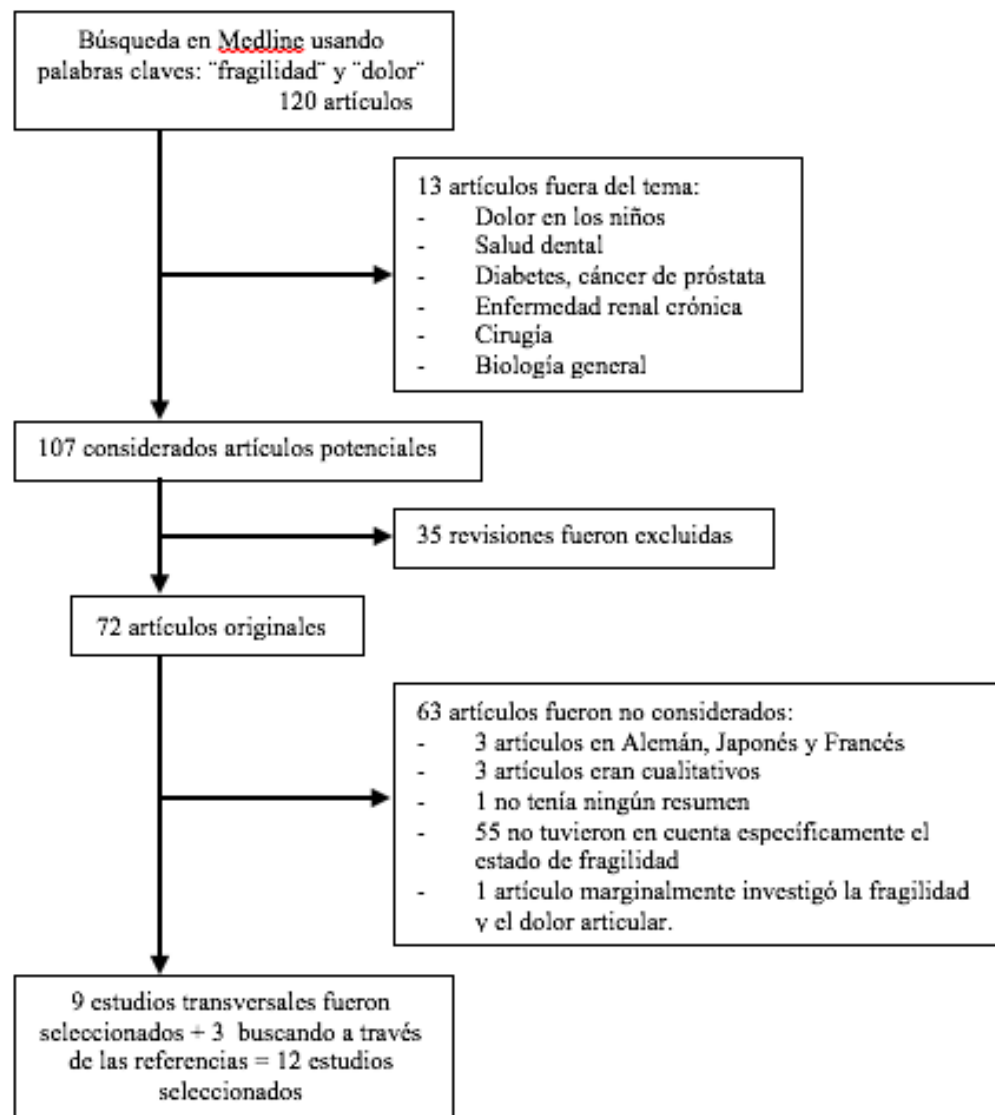 Búsqueda en Medline usando
palabras claves: ¨fragilidad¨ y ¨dolor¨
120 artículos
13 artículos fuera del tema:
- Dolor en los niños
- Salud dental
- Diabetes, cáncer de próstata
- Enfermedad renal crónica
- Cirugía
- Biología general
107 considerados artículos potenciales
35 revisiones fueron excluidas
72 artículos originales
63 artículos fueron no considerados:
- 3 artículos en Alemán, Japonés y Francés
- 3 artículos eran cualitativos
- 1 no tenía ningún resumen
- 55 no tuvieron en cuenta específicamente el
estado de fragilidad
- 1 artículo marginalmente investigó la fragilidad
y el dolor articular.
9 estudios transversales fueron
seleccionados + 3 buscando a través
de las referencias = 12 estudios
seleccionados